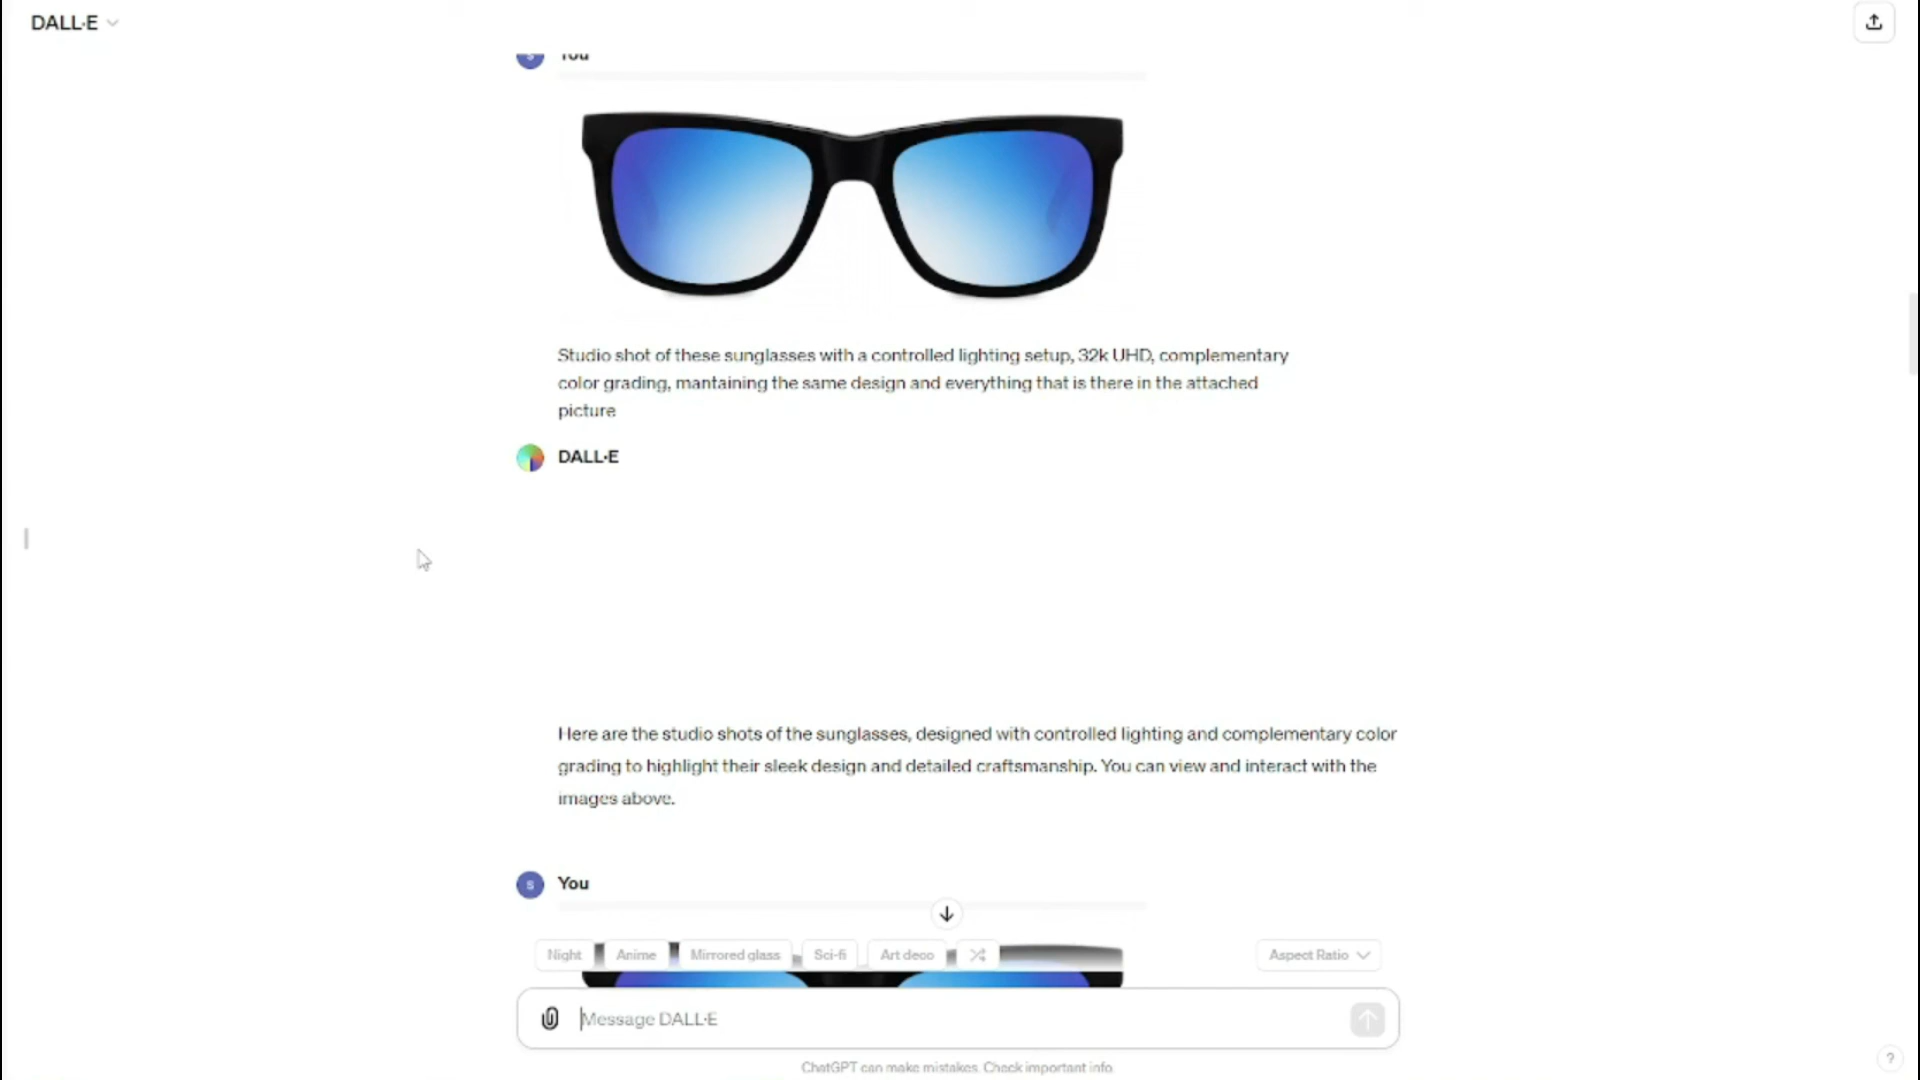 DALL·E
You
Studio shot of these sunglasses with a controlled lighting setup, 32k UHD, complementary
color grading, mantaining the same design and everything that is there in the attached
picture
DALL·E
Here are the studio shots of the sunglasses, designed with controlled lighting and complementary color
grading to highlight their sleek design and detailed craftsmanship. You can view and interact with the
images above.
S You
Night Anime Mirrored glass Sci-fi Art deco Aspect Ratio
Message DALL·E
ChatGPT can make mistakes. Check important info.
?